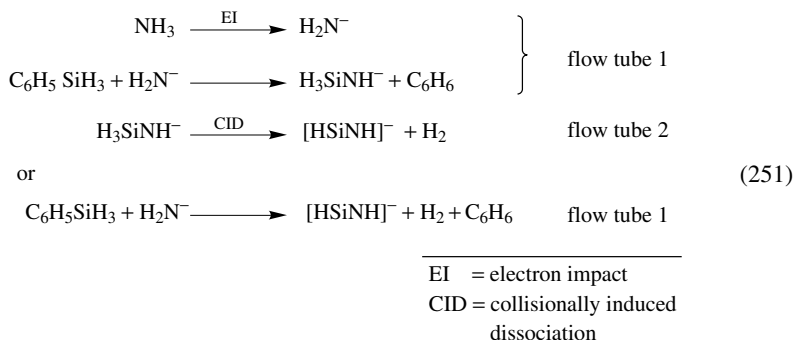 NH₃ EI H₂N⁻
flow tube 1
C₆H₅ SiH₃ + H₂N⁻ H₃SiNH⁻ + C₆H₆
H₃SiNH⁻ CID [HSiNH]⁻ + H₂ flow tube 2
or
(251)
C₆H₅SiH₃ + H₂N⁻ [HSiNH]⁻ + H₂ + C₆H₆ flow tube 1
EI = electron impact
CID = collisionally induced
dissociation